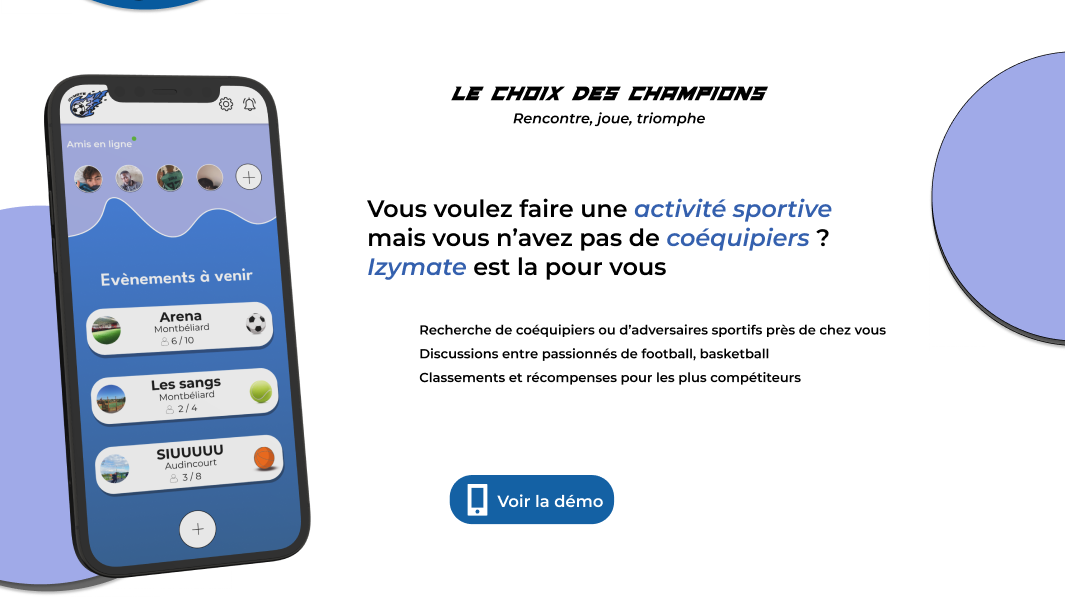 LE CHOIX DES CHAMPIONS
Rencontre, joue, triomphe
Vous voulez faire une activité sportive
mais vous n’avez pas de coéquipiers ?
Izymate est la pour vous
Recherche de coéquipiers ou d’adversaires sportifs près de chez vous
Discussions entre passionnés de football, basketball
Classements et récompenses pour les plus compétiteurs
Voir la démo
Amis en ligne
Evènements à venir
Arena
Montbéliard
6 / 10
Les sangs
Montbéliard
2 / 4
SIUUUUU
Audincourt
3 / 8